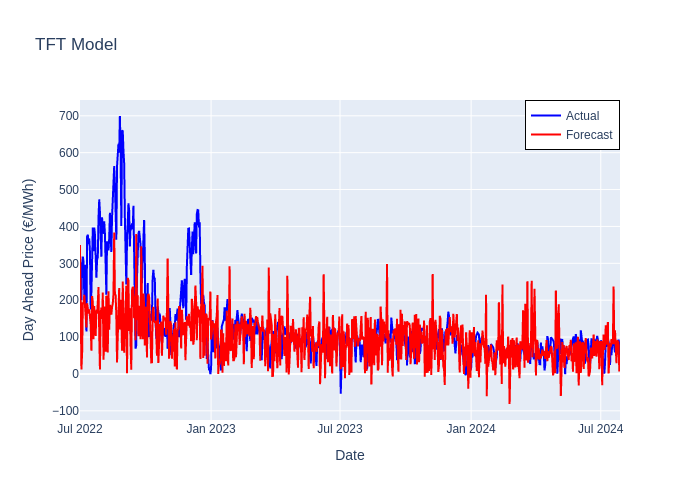 TFT Model
Actual
Forecast
Day Ahead Price (€/MWh)
700
600
500
400
300
200
100
0
−100
Jul 2022
Jan 2023
Jul 2023
Jan 2024
Jul 2024
Date